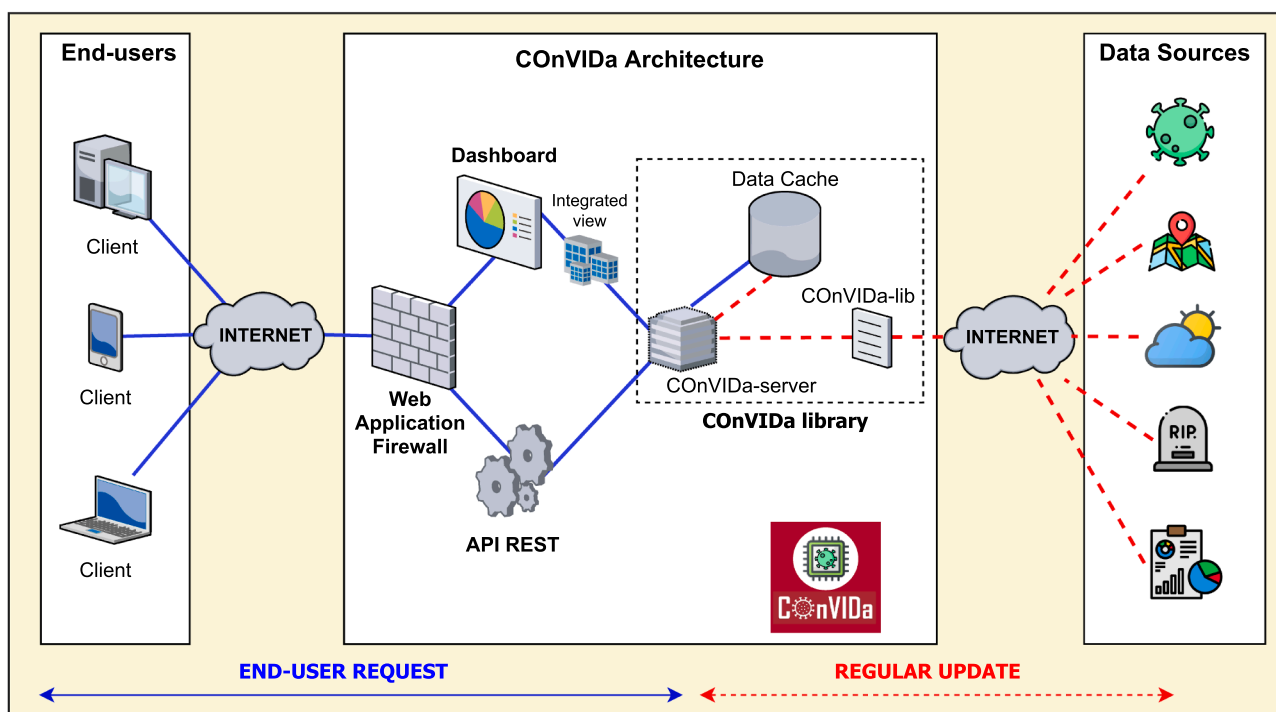 End-users
Client
Client
Client
INTERNET
COnVIDa Architecture
Dashboard
Integrated
view
Web
Application
Firewall
API REST
Data Cache
COnVIDa-lib
COnVIDa-server
COnVIDa library
COnVIDa
INTERNET
Data Sources
RIP.
END-USER REQUEST
REGULAR UPDATE